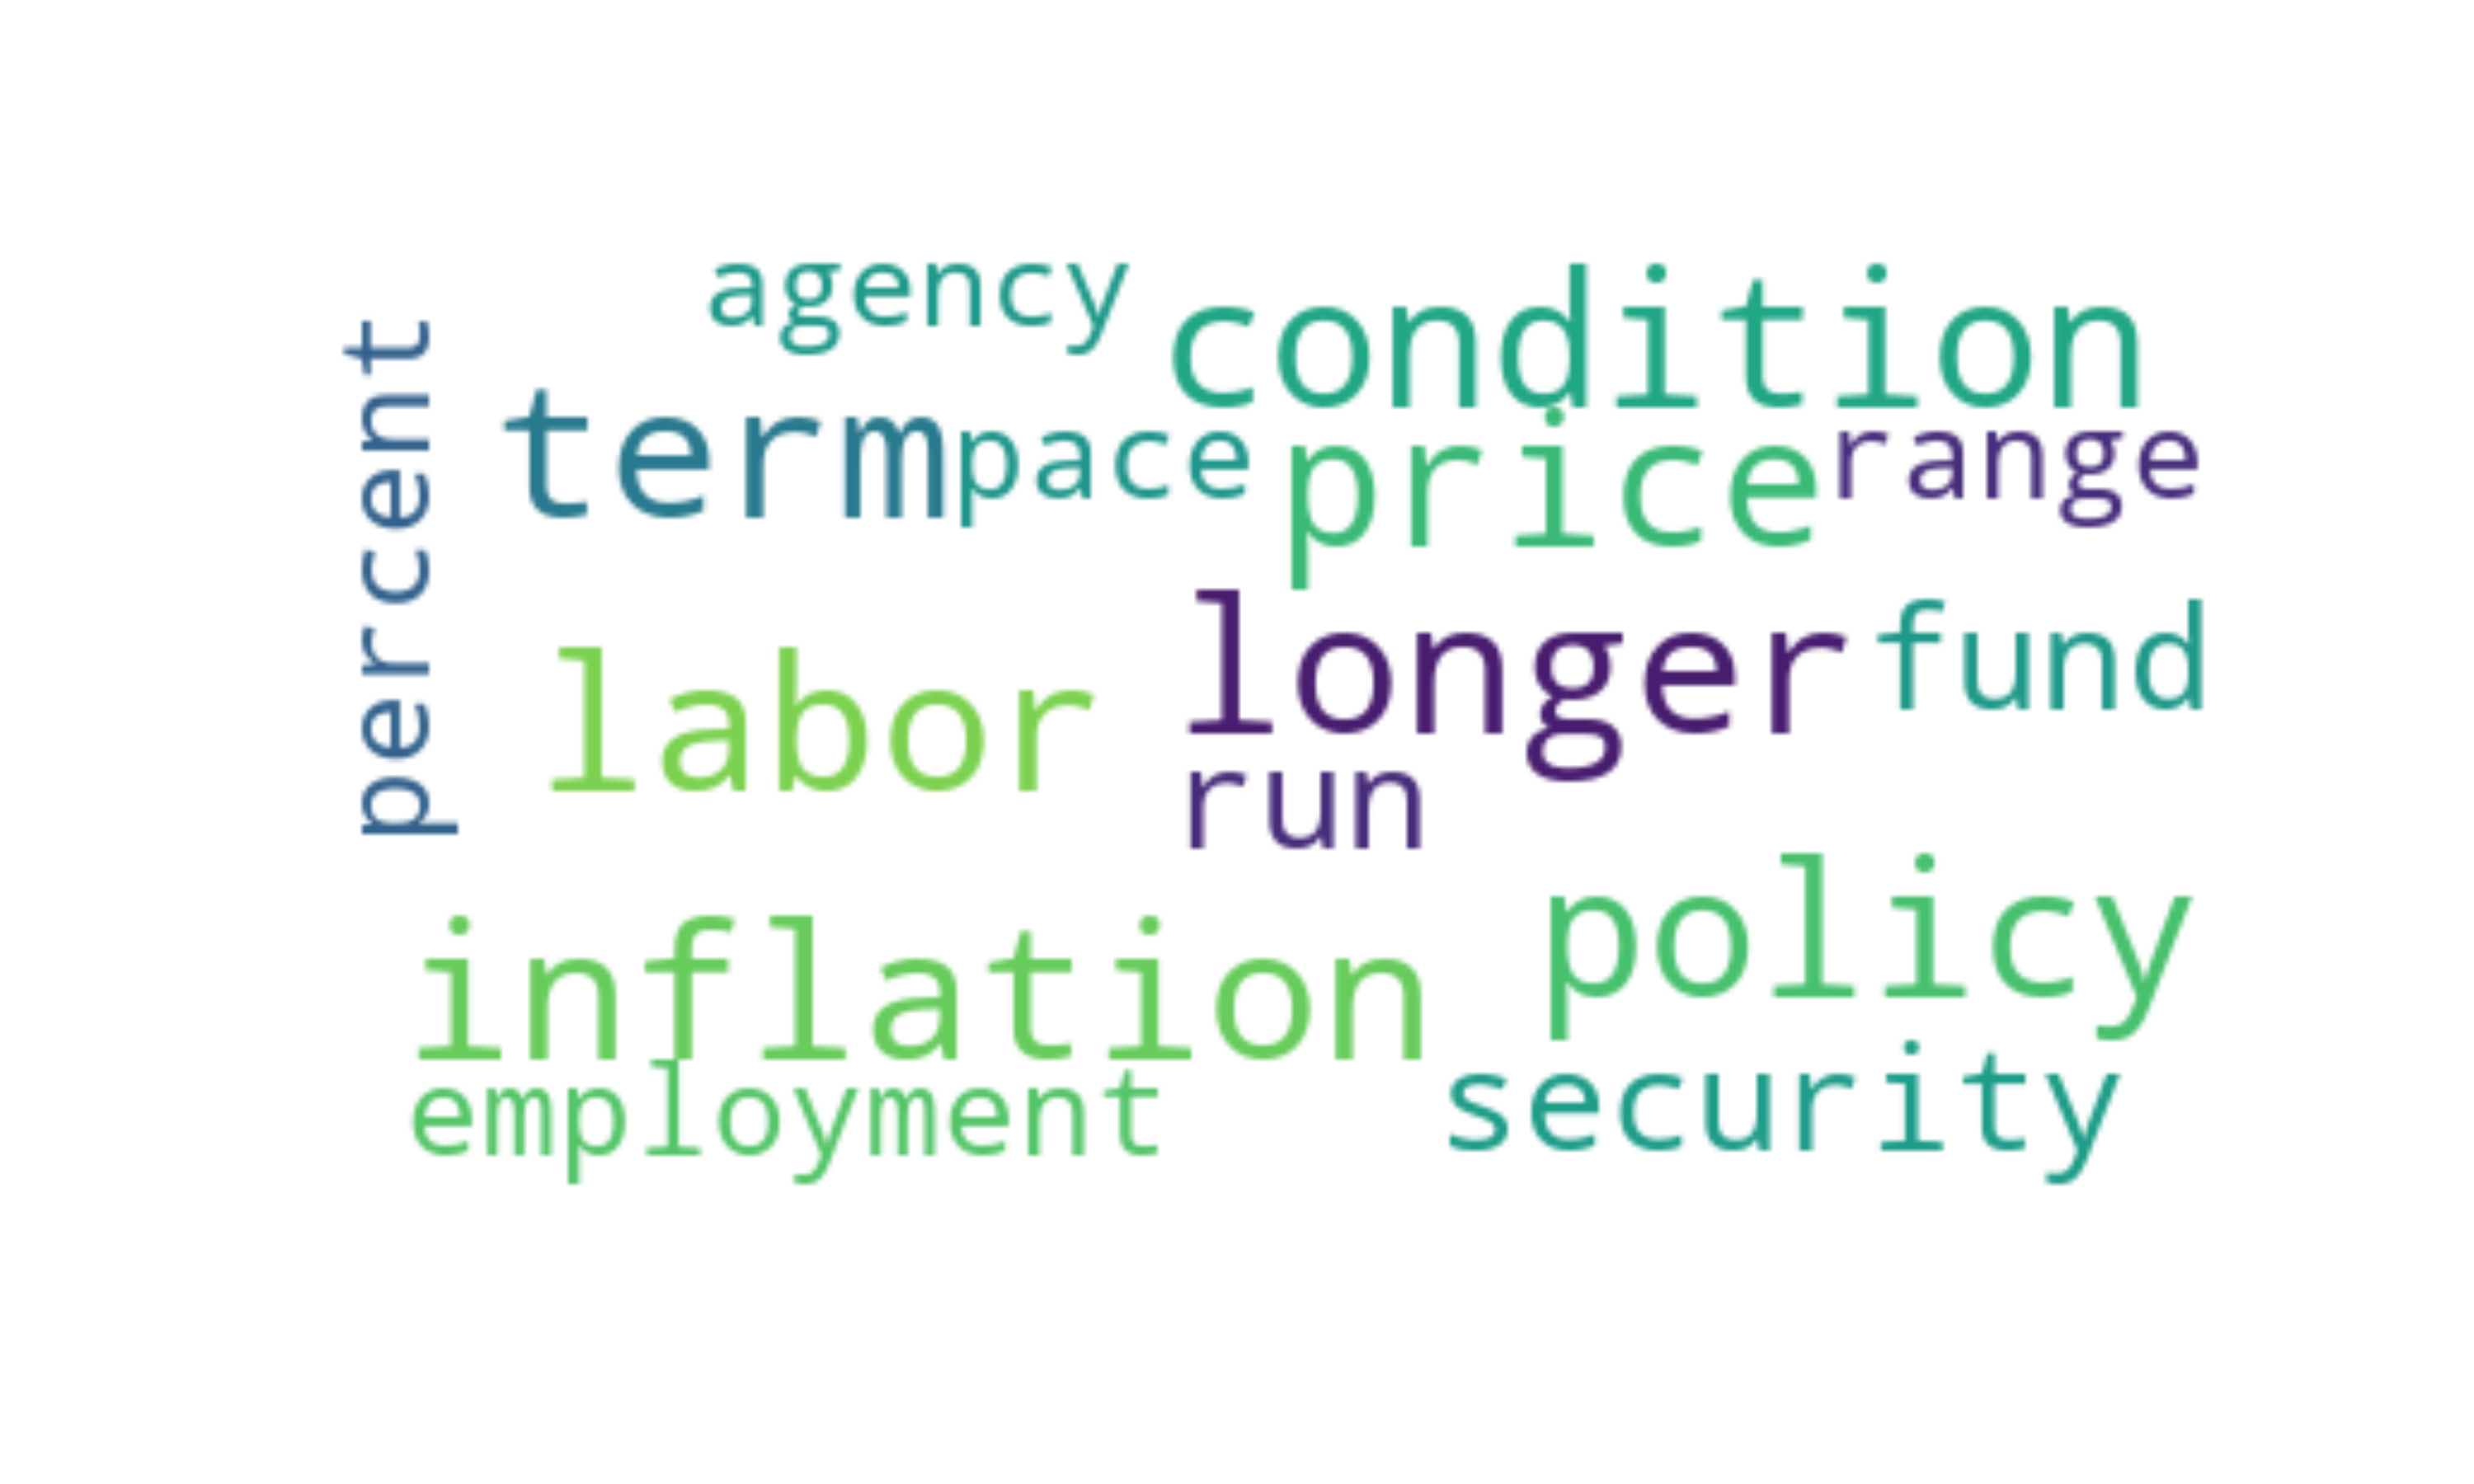 agency
condition
percent
term
pace
price
range
longer
fund
labor
run
policy
inflation
employment
security